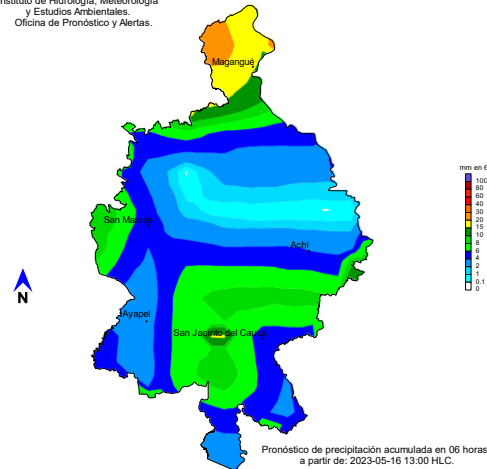 Instituto de Hidrología, Meteorología
y Estudios Ambientales.
Oficina de Pronóstico y Alertas.
Magangué
mm en 6
100
80
60
40
30
20
15
10
8
6
4
2
1
0.1
0
San Marcos
Achí
N
Ayapel
San Jacinto del Cauca
Pronóstico de precipitación acumulada en 06 horas
a partir de: 2023-05-16 13:00 HLC.